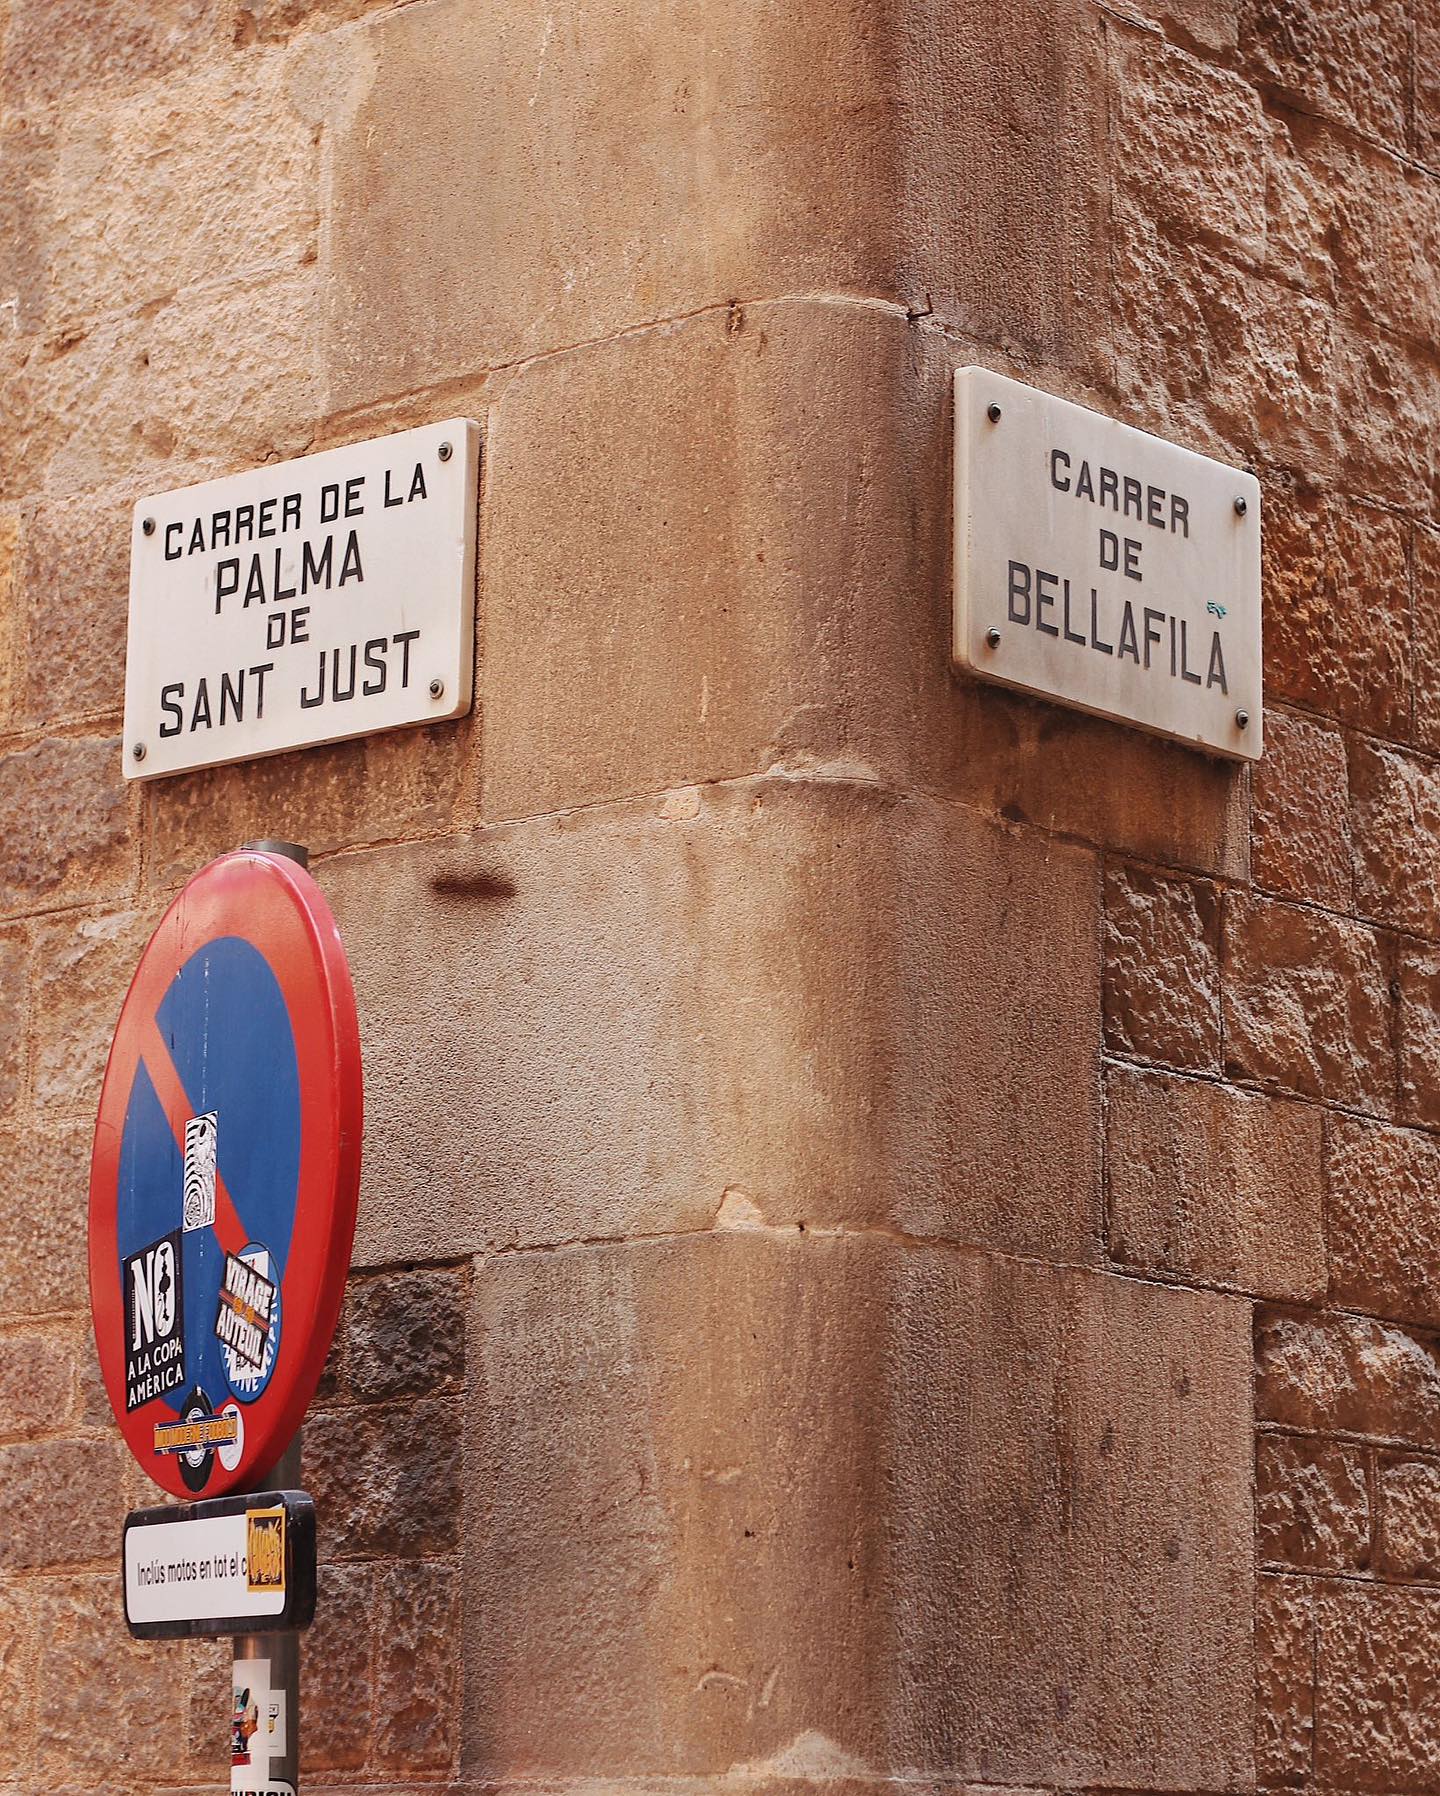 CARRER DE LA
PALMA
DE
SANT JUST
CARRER
DE
BELLAFILÀ
NO
A LA COPA
AMÈRICA
VIRAGE
AUTEUIL
Inclús motos en tot el